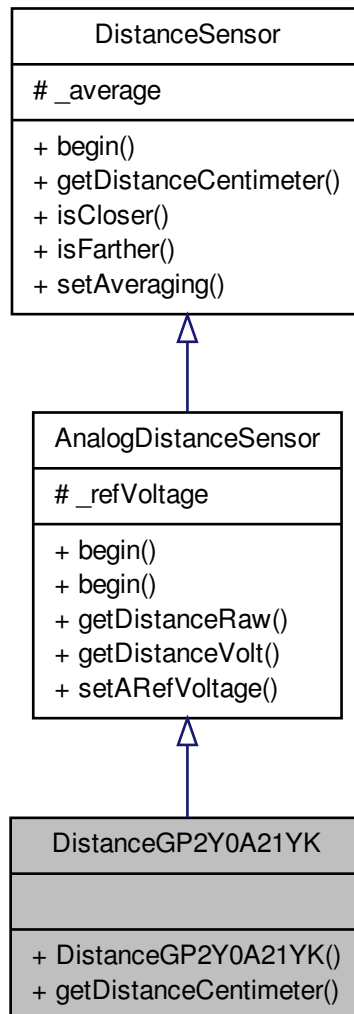 DistanceSensor
# _average
+ begin()
+ getDistanceCentimeter()
+ isCloser()
+ isFarther()
+ setAveraging()
AnalogDistanceSensor
# _refVoltage
+ begin()
+ begin()
+ getDistanceRaw()
+ getDistanceVolt()
+ setARefVoltage()
DistanceGP2Y0A21YK
+ DistanceGP2Y0A21YK()
+ getDistanceCentimeter()